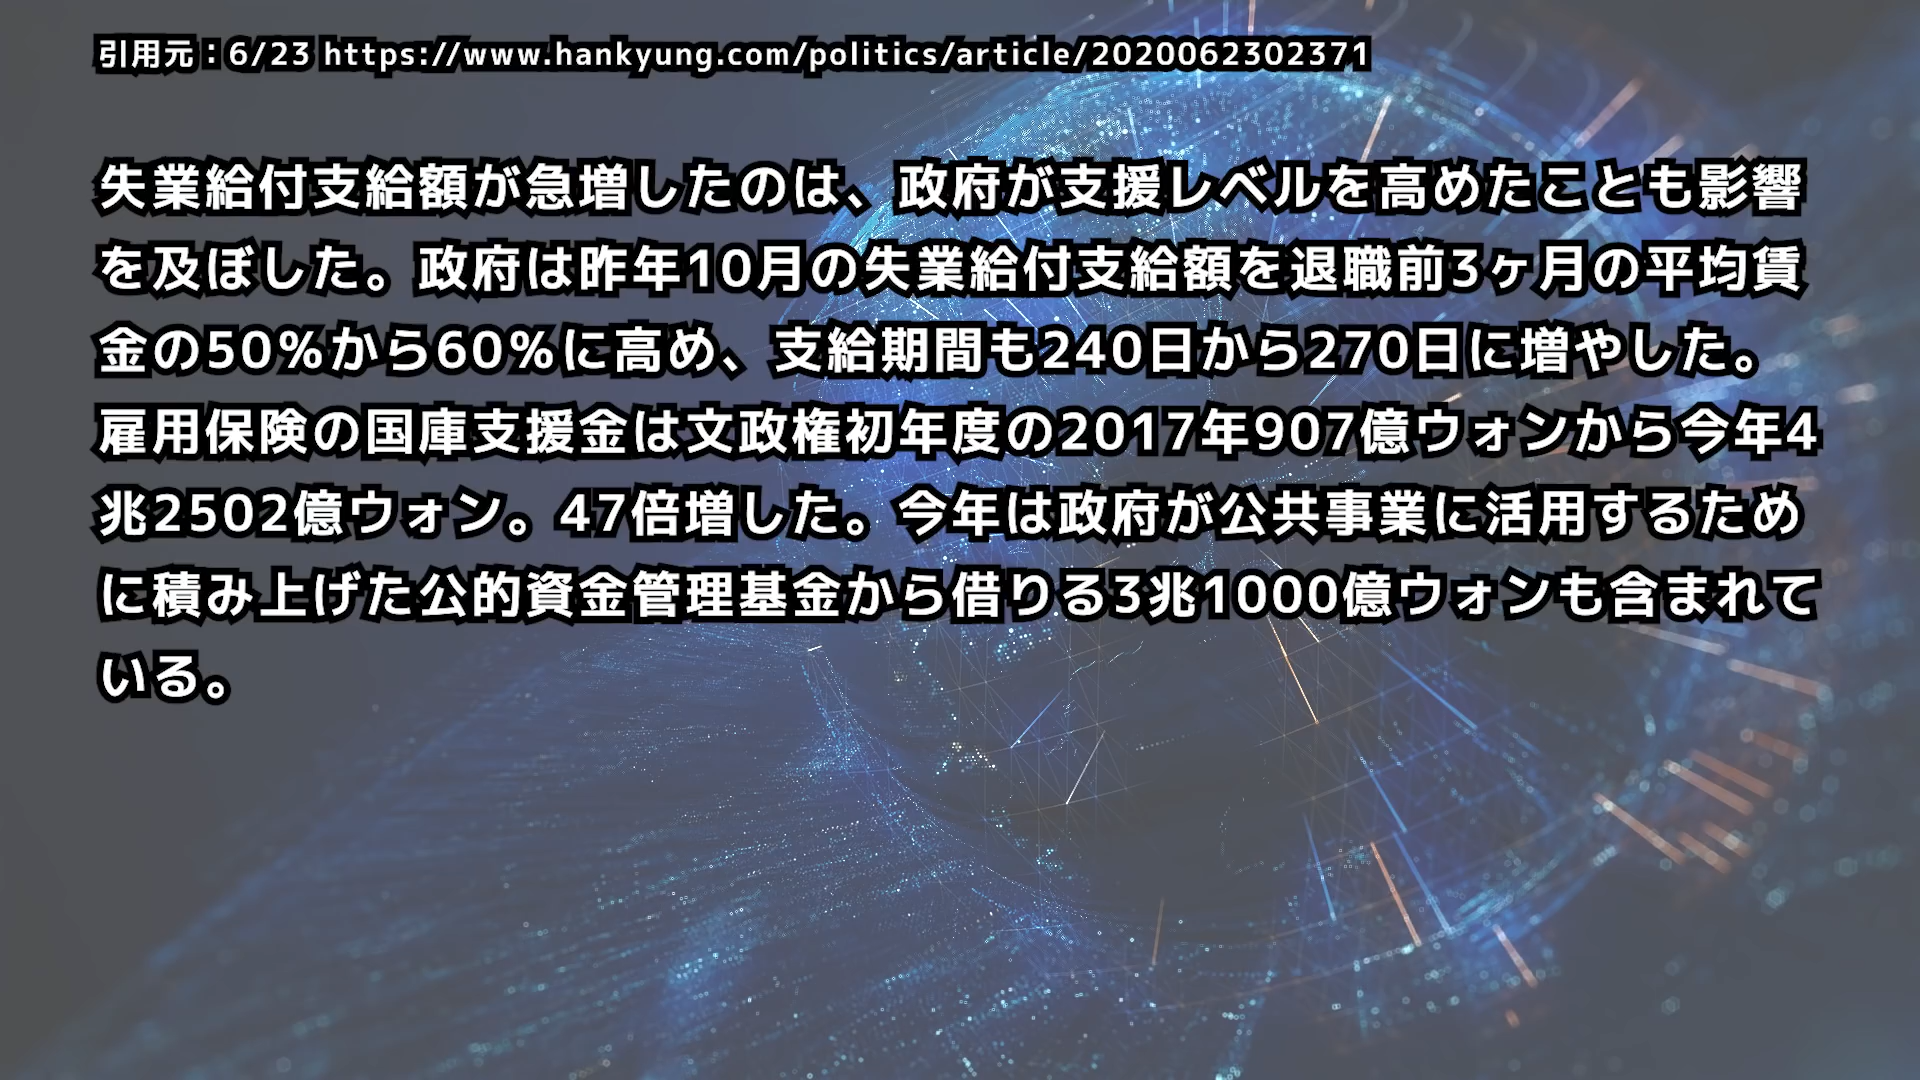 引用元：6/23 https://www.hankyung.com/politics/article/2020062302371
失業給付支給額が急増したのは、政府が支援レベルを高めたことも影響
を及ぼした。政府は昨年10月の失業給付支給額を退職前3ヶ月の平均賃
金の50%から60%に高め、支給期間も240日から270日に増やした。
雇用保険の国庫支援金は文政権初年度の2017年907億ウォンから今年4
兆2502億ウォン。47倍増した。今年は政府が公共事業に活用するため
に積み上げた公的資金管理基金から借りる3兆1000億ウォンも含まれて
いる。